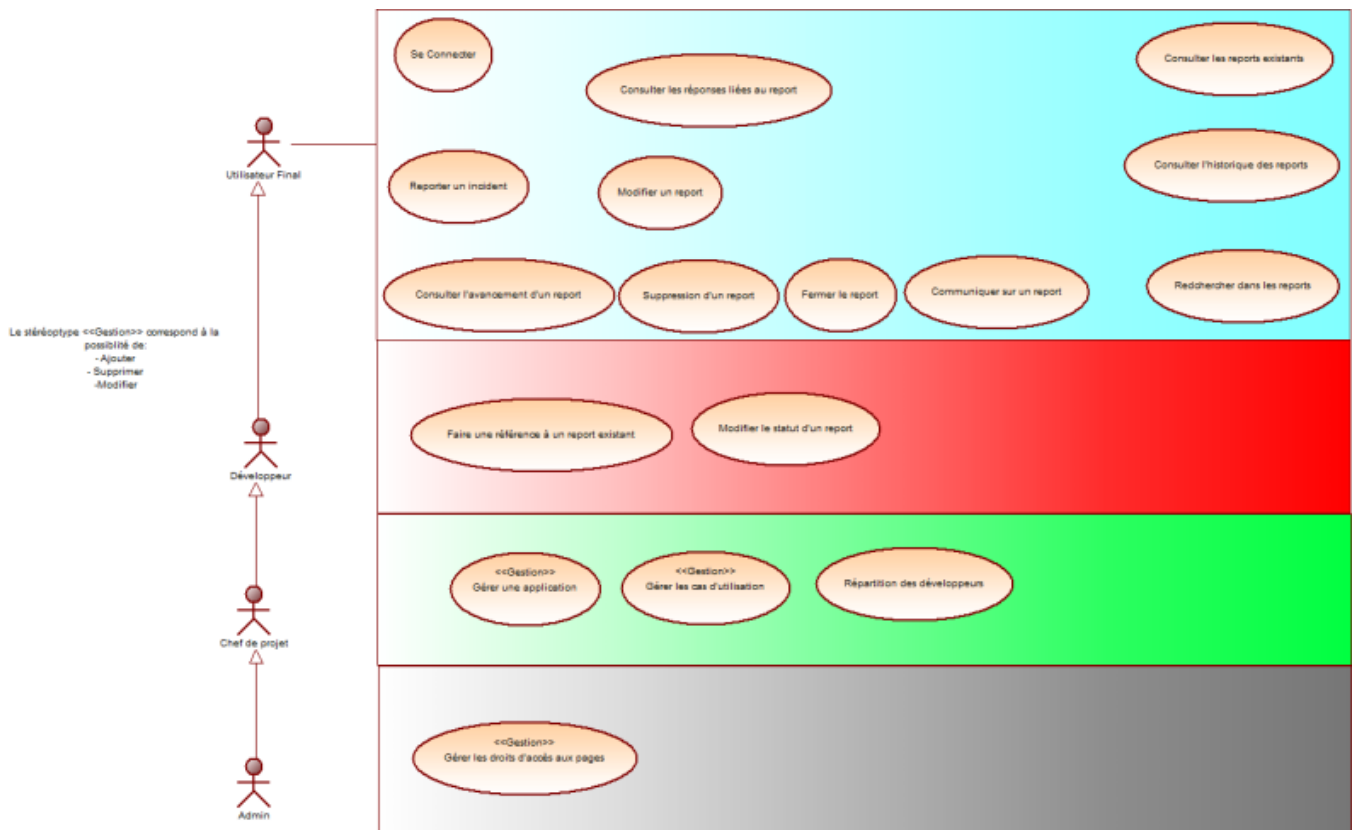 Se Connecter
Consulter les réponses liées au report
Consulter les reports existants
Utilisateur Final
Reporter un incident
Modifier un report
Consulter l'historique des reports
Consulter l'avancement d'un report
Suppression d'un report
Fermer le report
Communiquer sur un report
Redchercher dans les reports
Le stéréoptype <<Gestion>> correspond à la
possiblité de:
- Ajouter
- Supprimer
-Modifier
Développeur
Faire une référence à un report existant
Modifier le statut d'un report
Chef de projet
<<Gestion>>
Gérer une application
<<Gestion>>
Gérer les cas d'utilisation
Répartition des développeurs
Admin
<<Gestion>>
Gérer les droits d'accès aux pages